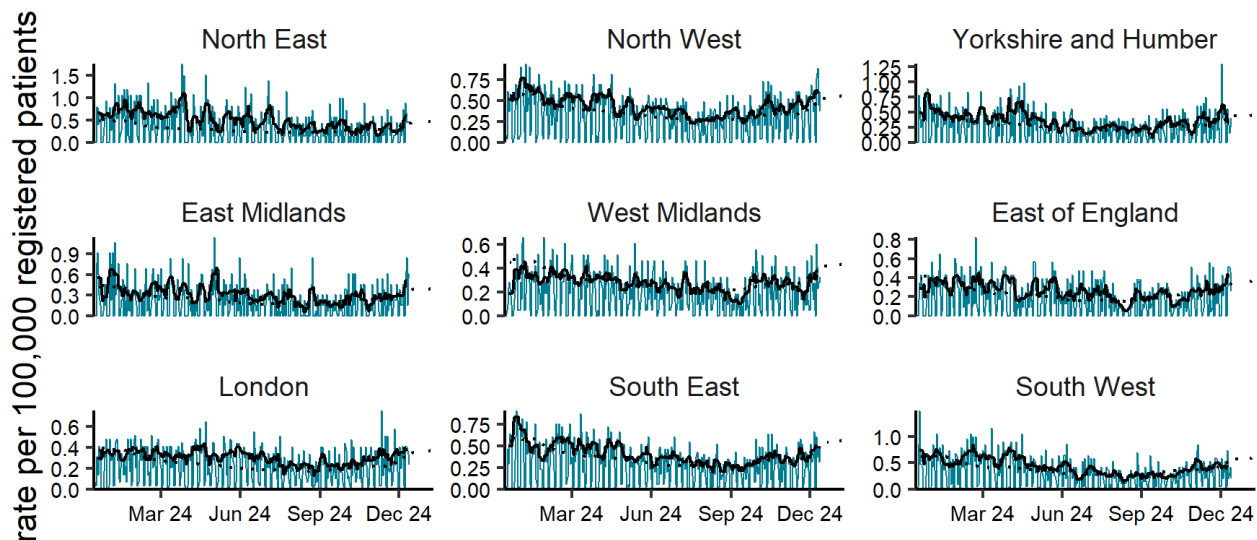 rate per 100,000 registered patients
North East
North West
Yorkshire and Humber
1.5
1.0
0.5
0.0
0.75
0.50
0.25
0.00
1.25
1.00
0.75
0.50
0.25
0.00
East Midlands
West Midlands
East of England
0.9
0.6
0.3
0.0
0.6
0.4
0.2
0.0
0.8
0.6
0.4
0.2
0.0
London
South East
South West
0.6
0.4
0.2
0.0
0.75
0.50
0.25
0.00
1.0
0.5
0.0
Mar 24 Jun 24 Sep 24 Dec 24
Mar 24 Jun 24 Sep 24 Dec 24
Mar 24 Jun 24 Sep 24 Dec 24